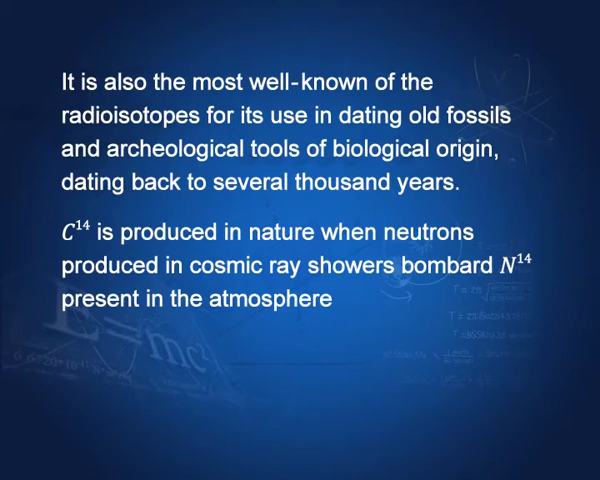 It is also the most well-known of the
radioisotopes for its use in dating old fossils
and archeological tools of biological origin,
dating back to several thousand years.
C¹⁴ is produced in nature when neutrons
produced in cosmic ray showers bombard N¹⁴
present in the atmosphere
E=mc²